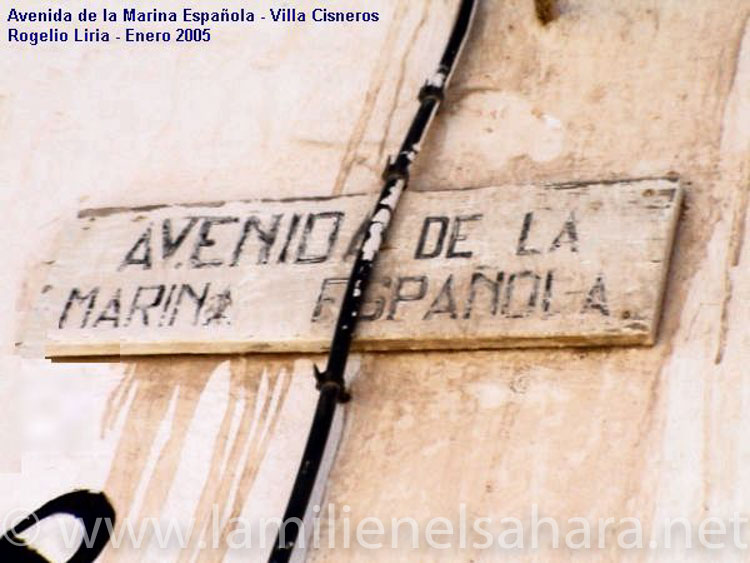 Avenida de la Marina Española - Villa Cisneros
Rogelio Liria - Enero 2005
AVENIDA DE LA
MARINA ESPAÑOLA
© www.lamilienelsahara.net